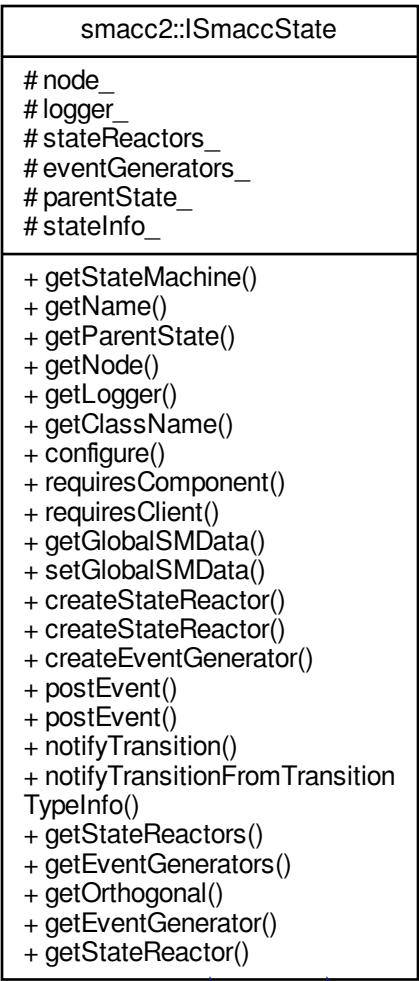 smacc2::ISmaccState
# node_
# logger_
# stateReactors_
# eventGenerators_
# parentState_
# stateInfo_
+ getStateMachine()
+ getName()
+ getParentState()
+ getNode()
+ getLogger()
+ getClassName()
+ configure()
+ requiresComponent()
+ requiresClient()
+ getGlobalSMData()
+ setGlobalSMData()
+ createStateReactor()
+ createStateReactor()
+ createEventGenerator()
+ postEvent()
+ postEvent()
+ notifyTransition()
+ notifyTransitionFromTransition
TypeInfo()
+ getStateReactors()
+ getEventGenerators()
+ getOrthogonal()
+ getEventGenerator()
+ getStateReactor()